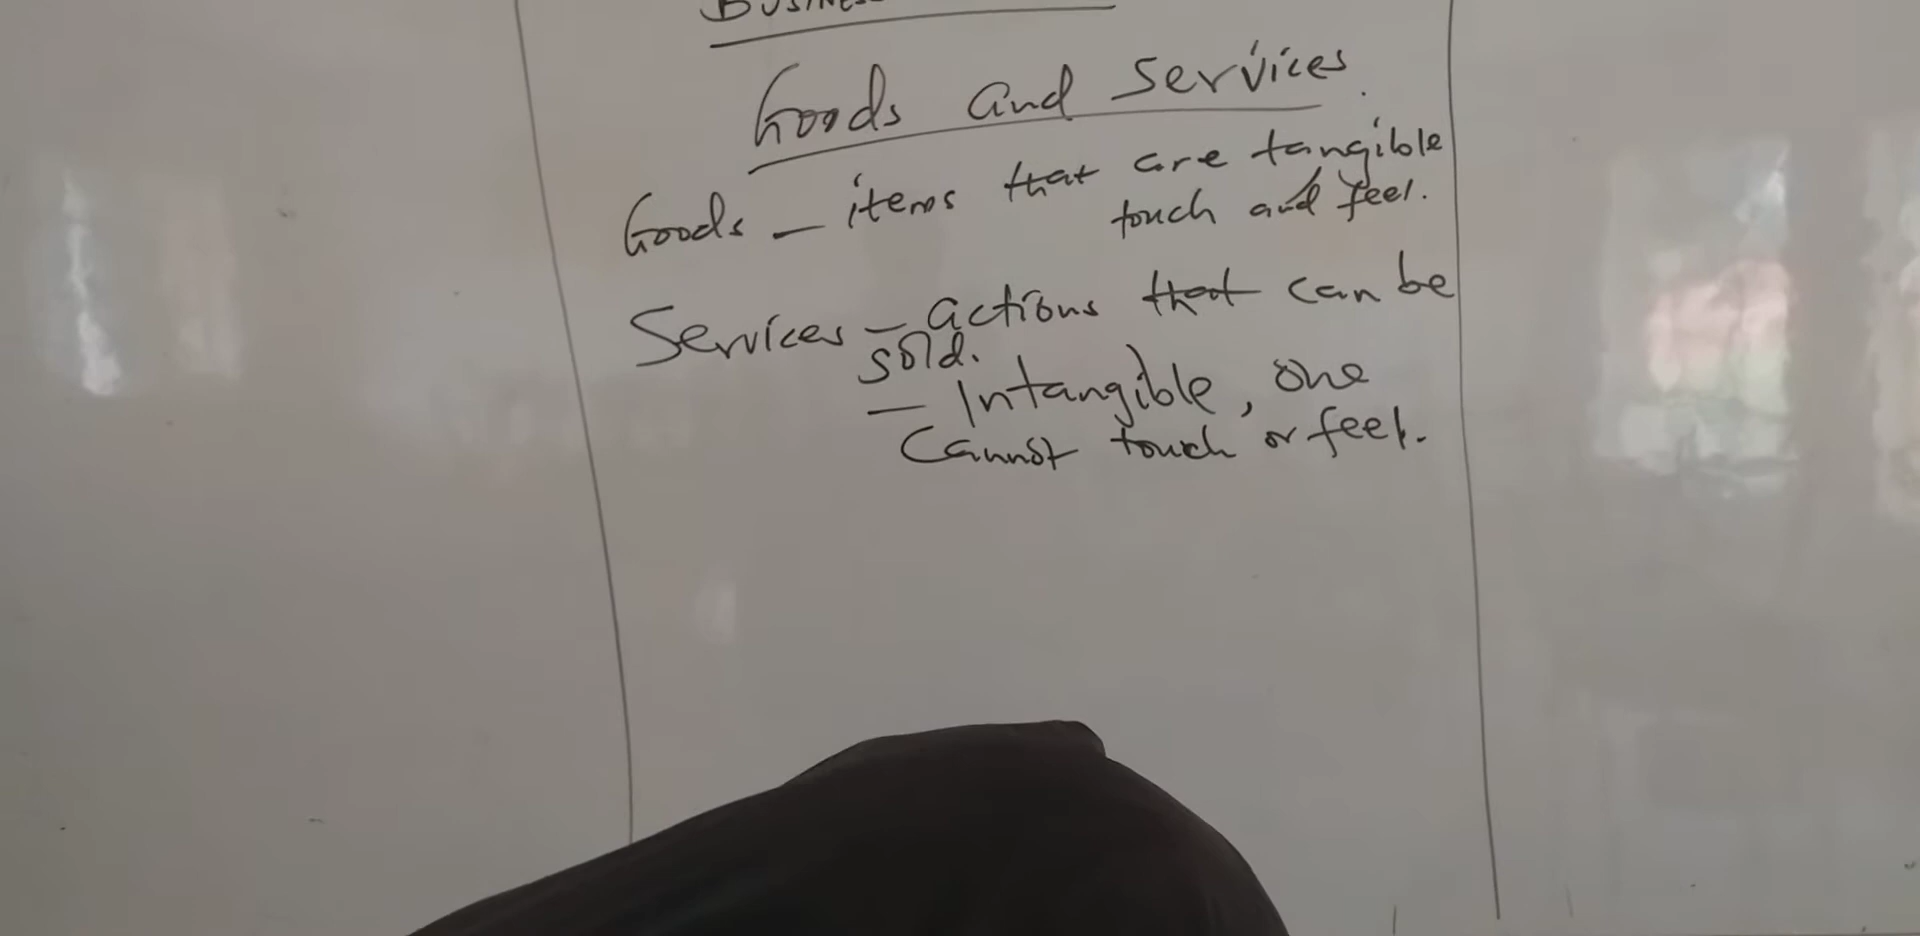 BUSINESS
Goods and services.
Goods - items that are tangible
touch and feel.
Services - actions that can be
sold.
- Intangible, one
Cannot touch or feel.